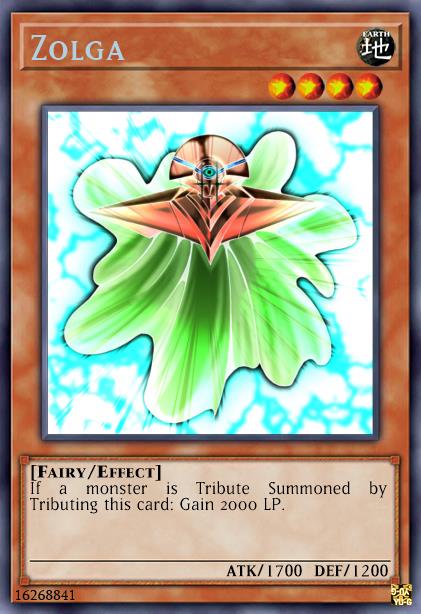 Zolga
EARTH
地
[Fairy/Effect]
If a monster is Tribute Summoned by
Tributing this card: Gain 2000 LP.
ATK/1700 DEF/1200
16268841